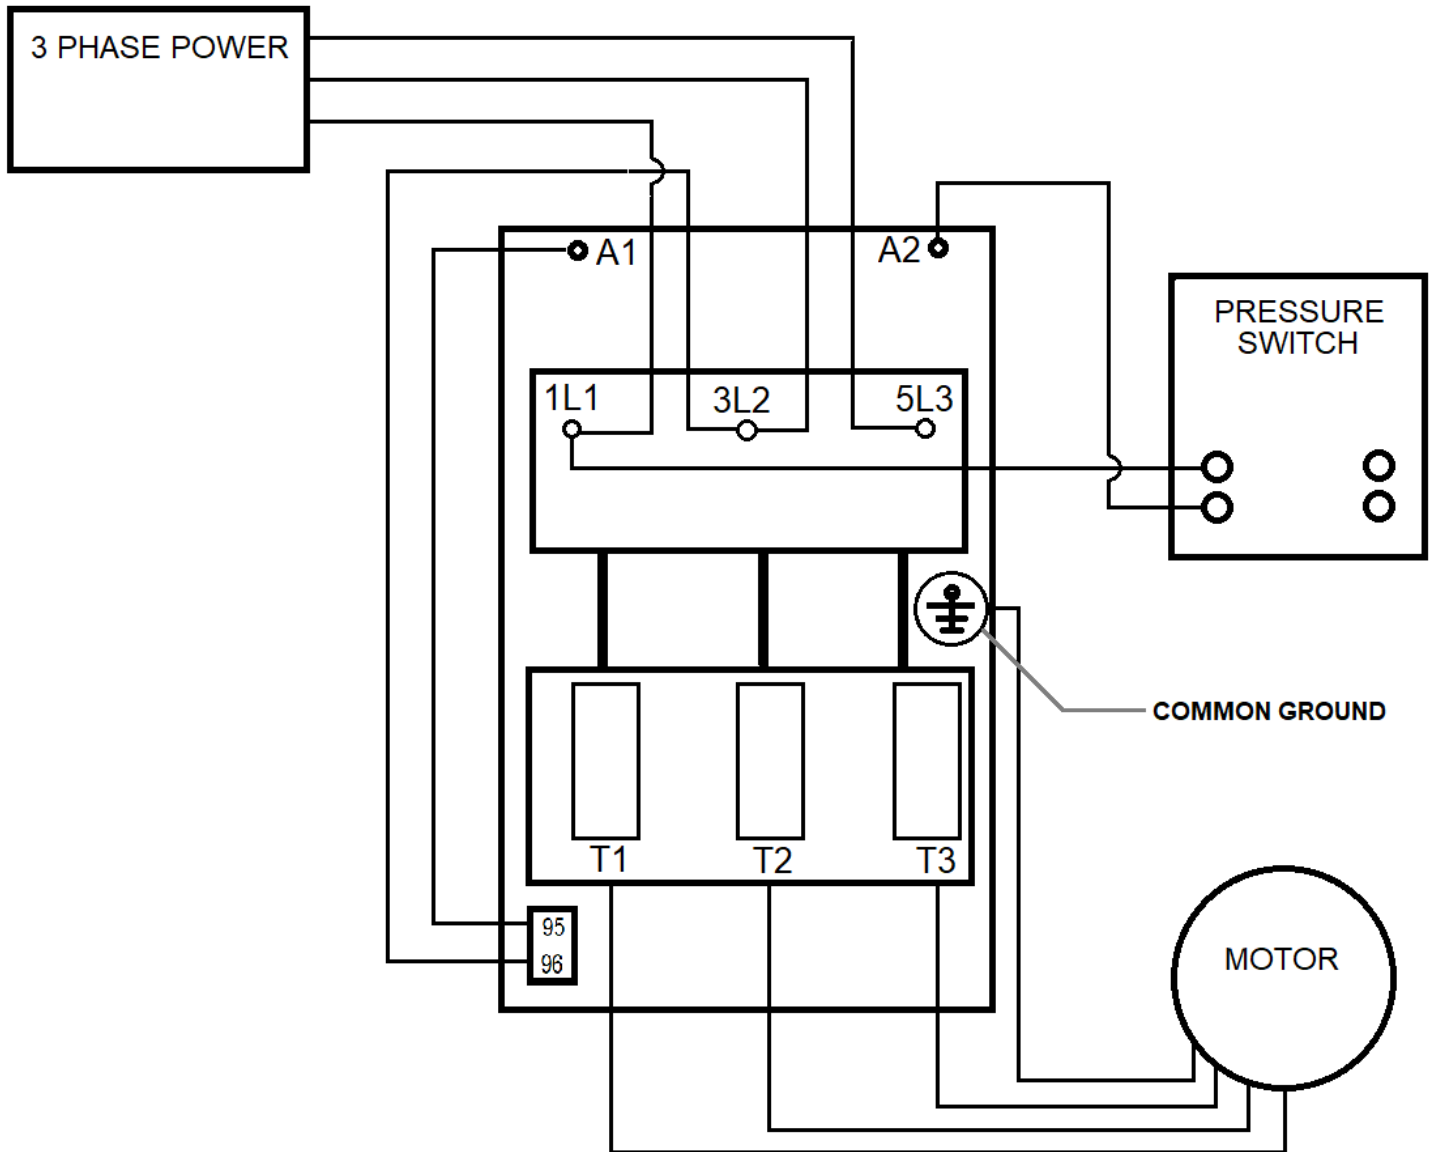 3 PHASE POWER
A1
A2
PRESSURE
SWITCH
1L1
3L2
5L3
COMMON GROUND
T1
T2
T3
95
96
MOTOR